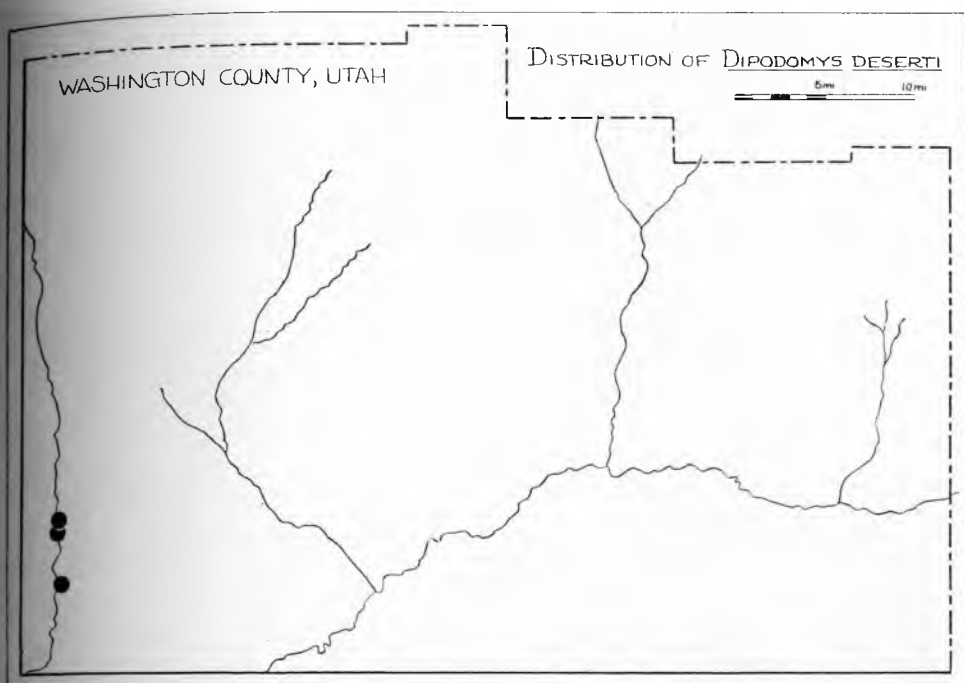 WASHINGTON COUNTY, UTAH
DISTRIBUTION OF DIPODOMYS DESERTI
5mi 10mi